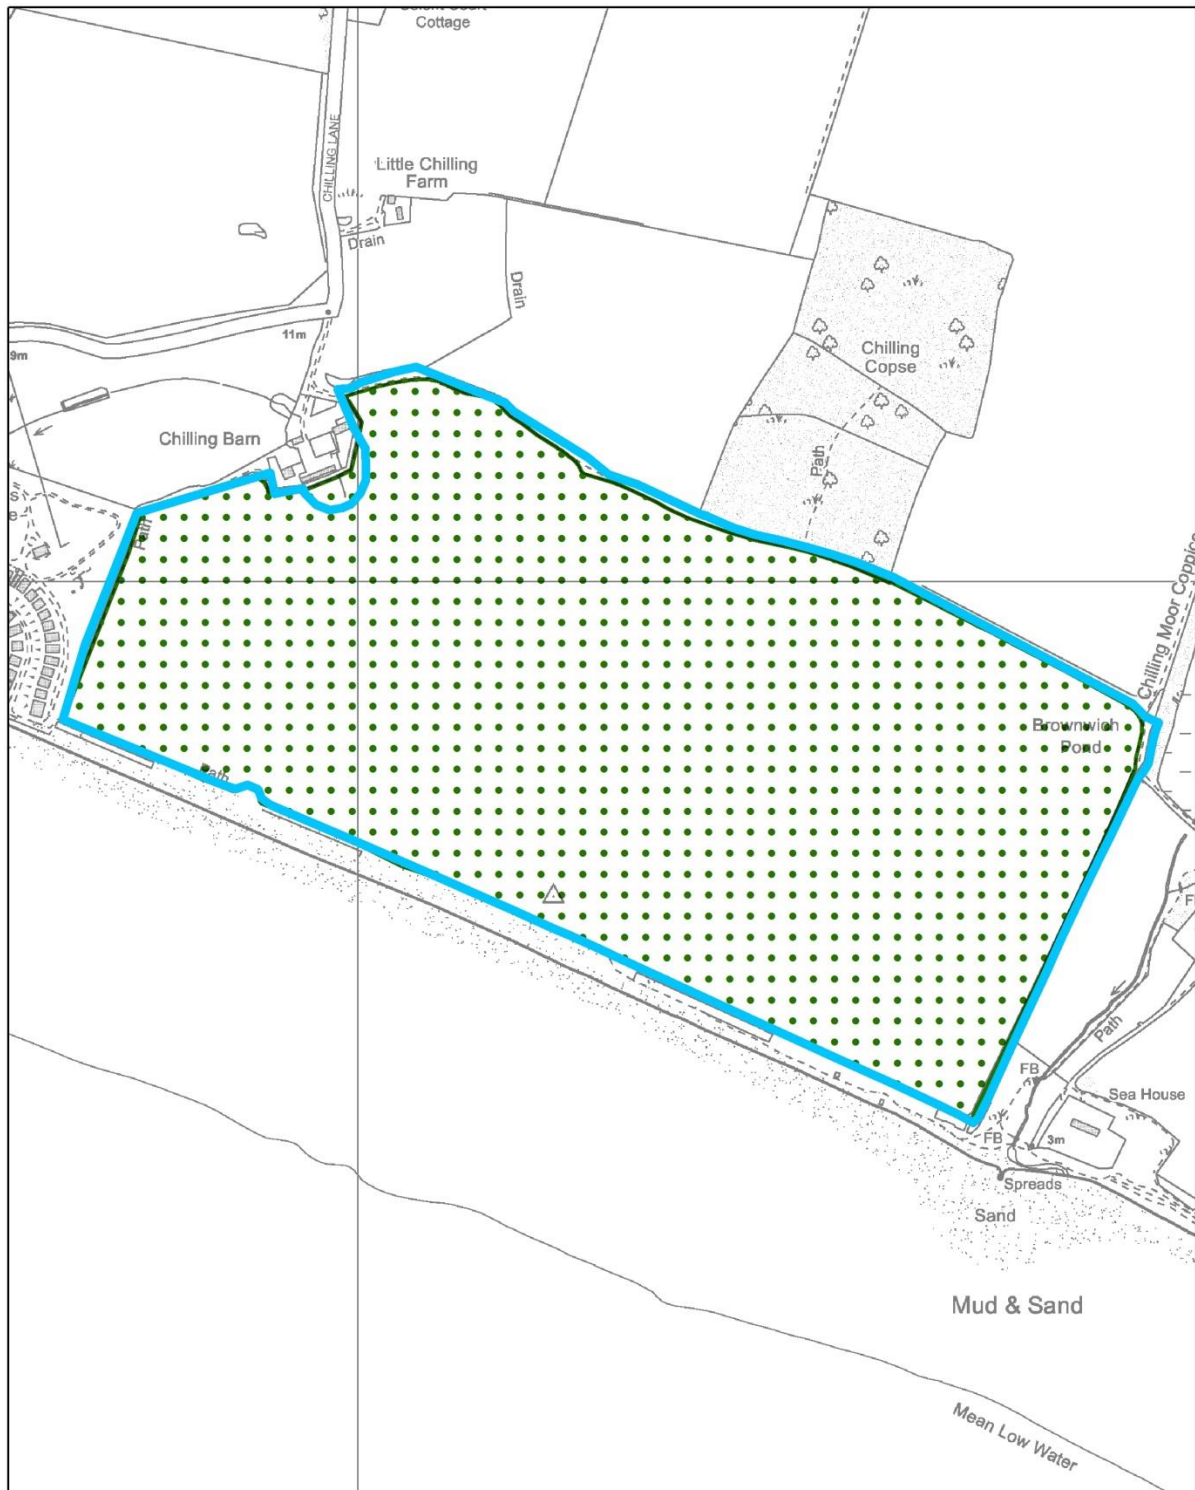 Cottage
CHILLING LANE
Little Chilling
Farm
Drain
Drain
11m
9m
Chilling
Copse
Chilling Barn
Path
Path
Chilling Moor Coppice
Brownwich
Pond
Path
Path
FB
Sea House
FB
3m
Spreads
Sand
Mud & Sand
Mean Low Water